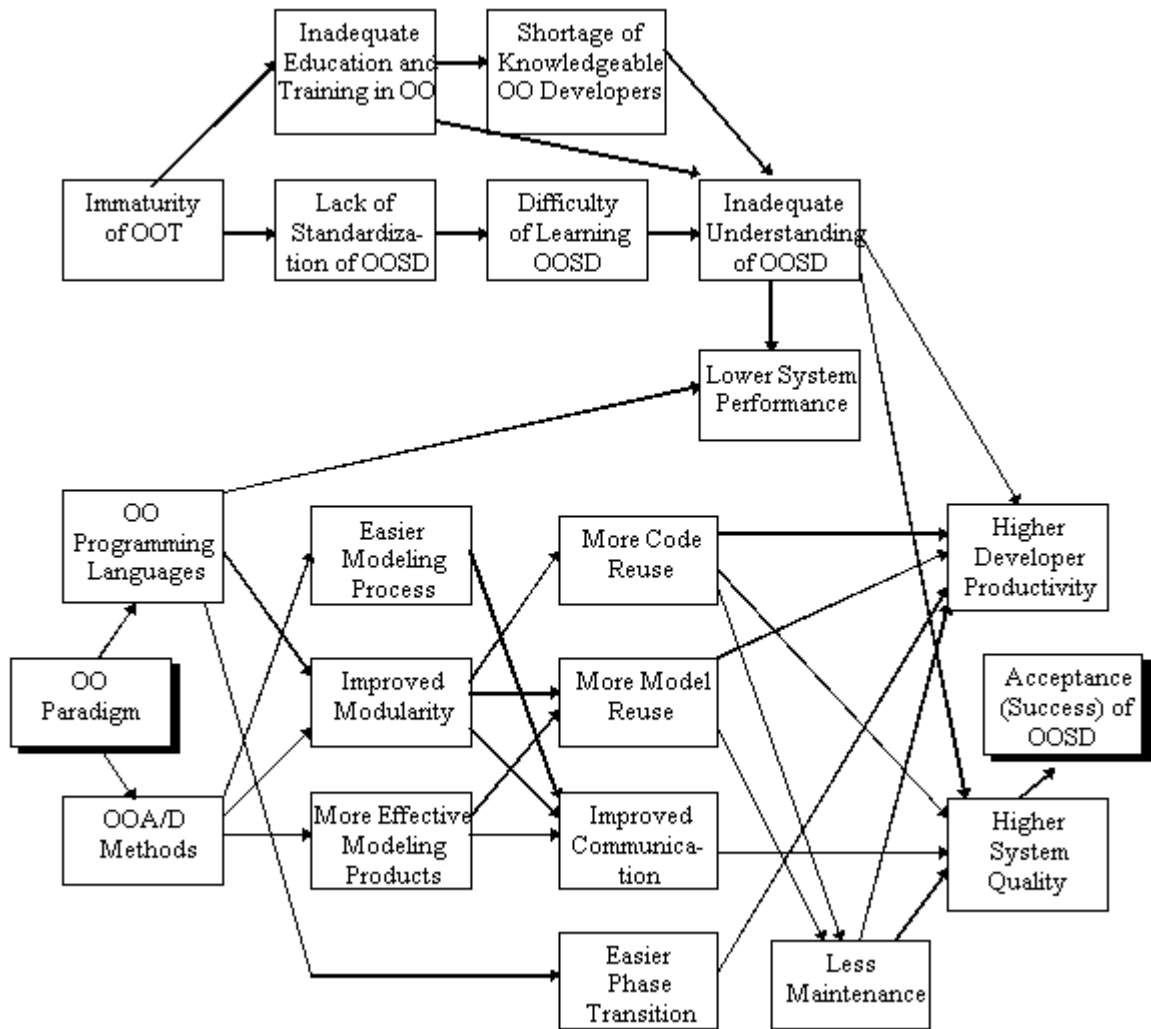 Inadequate
Education and
Training in OO
Shortage of
Knowledgeable
OO Developers
Immaturity
of OOT
Lack of
Standardiza-
tion of OOSD
Difficulty
of Learning
OOSD
Inadequate
Understanding
of OOSD
Lower System
Performance
OO
Programming
Languages
Easier
Modeling
Process
More Code
Reuse
Higher
Developer
Productivity
OO
Paradigm
Improved
Modularity
More Model
Reuse
Acceptance
(Success) of
OOSD
OOA/D
Methods
More Effective
Modeling
Products
Improved
Communica-
tion
Higher
System
Quality
Easier
Phase
Transition
Less
Maintenance